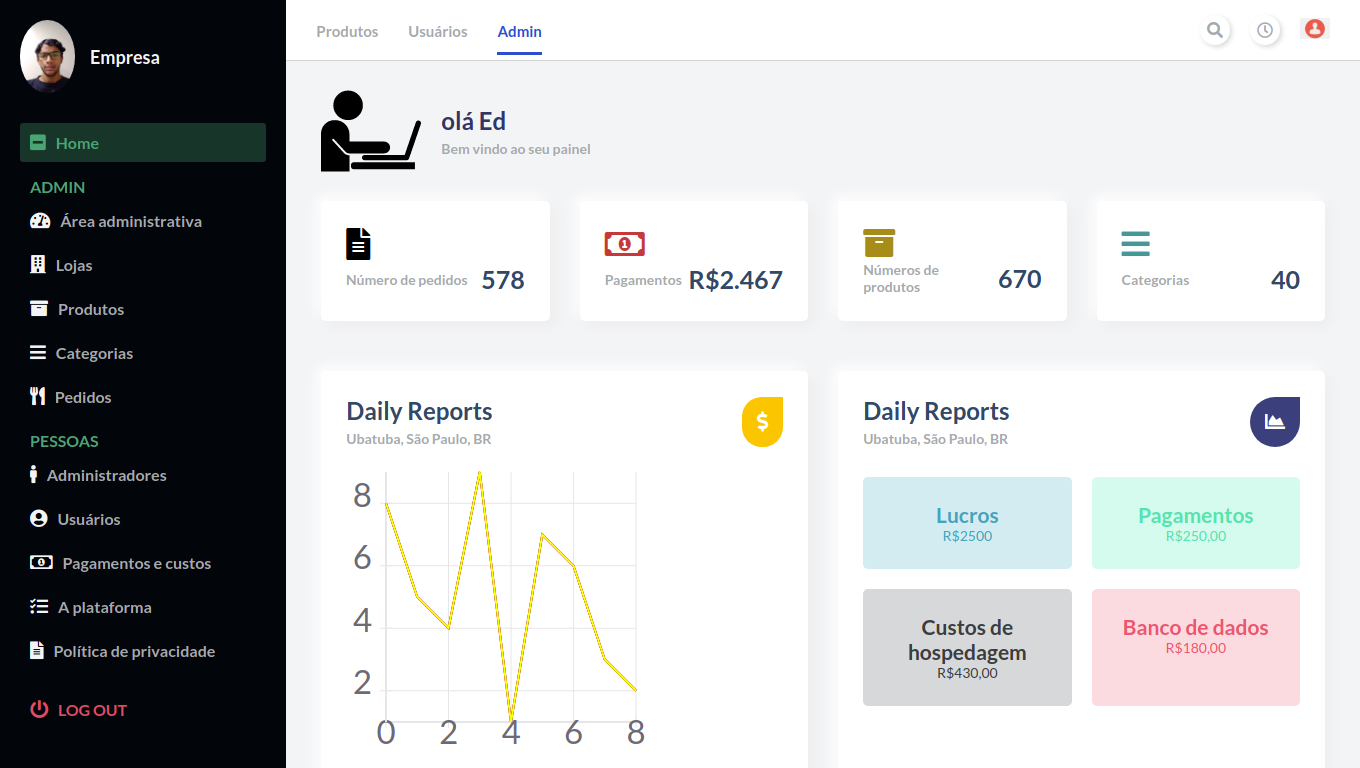 Empresa
Home
ADMIN
Área administrativa
Lojas
Produtos
Categorias
Pedidos
PESSOAS
Administradores
Usuários
Pagamentos e custos
A plataforma
Política de privacidade
LOG OUT
Produtos Usuários Admin
olá Ed
Bem vindo ao seu painel
Número de pedidos 578
1
Pagamentos R$2.467
Números de
produtos 670
Categorias 40
Daily Reports
Ubatuba, São Paulo, BR
$
8
6
4
2
0 2 4 6 8
Daily Reports
Ubatuba, São Paulo, BR
Lucros
R$2500
Pagamentos
R$250,00
Custos de
hospedagem
R$430,00
Banco de dados
R$180,00